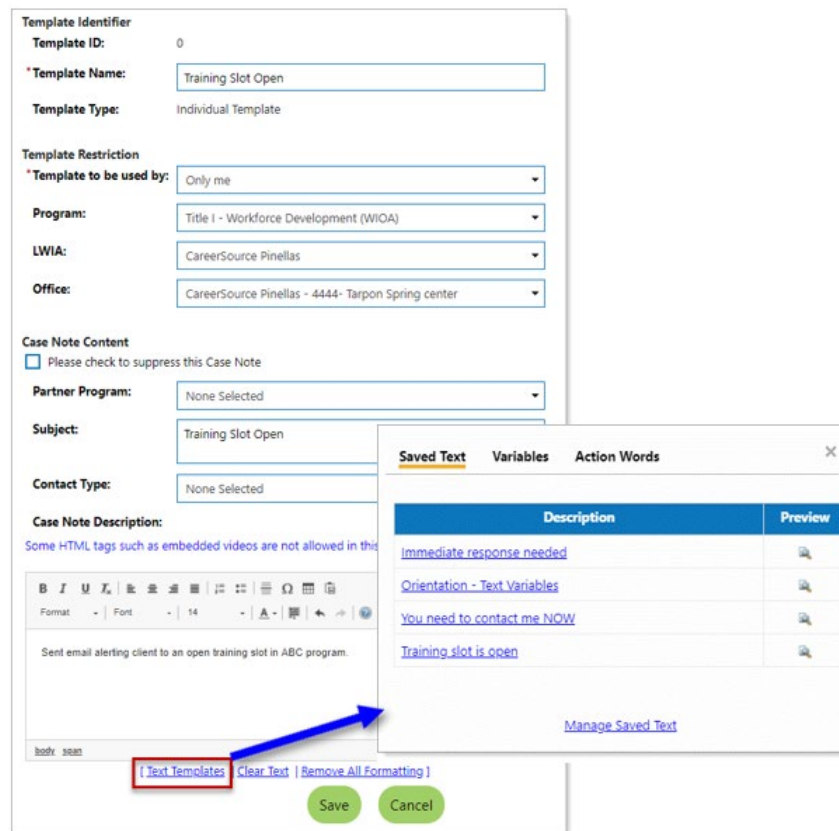 Template Identifier
Template ID: 0
*Template Name: Training Slot Open
Template Type: Individual Template
Template Restriction
*Template to be used by: Only me
Program: Title I - Workforce Development (WIOA)
LWIA: CareerSource Pinellas
Office: CareerSource Pinellas - 4444- Tarpon Spring center
Case Note Content
Please check to suppress this Case Note
Partner Program: None Selected
Subject: Training Slot Open
Contact Type: None Selected
Case Note Description:
Some HTML tags such as embedded videos are not allowed in this
B I U Ix
Format Font 14 A
Sent email alerting client to an open training slot in ABC program.
body span
[ Text Templates | Clear Text | Remove All Formatting ]
Save Cancel
Saved Text Variables Action Words ×
Description Preview
Immediate response needed
Orientation - Text Variables
You need to contact me NOW
Training slot is open
Manage Saved Text